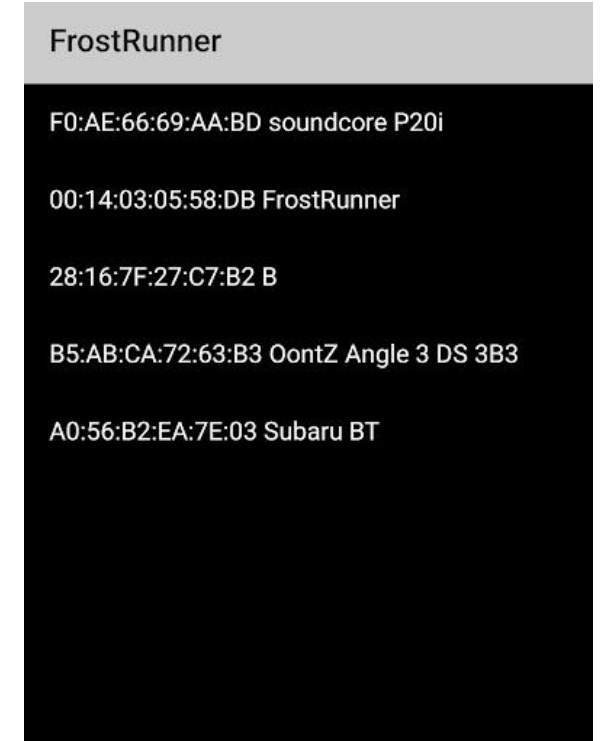 FrostRunner
F0:AE:66:69:AA:BD soundcore P20i
00:14:03:05:58:DB FrostRunner
28:16:7F:27:C7:B2 B
B5:AB:CA:72:63:B3 OontZ Angle 3 DS 3B3
A0:56:B2:EA:7E:03 Subaru BT